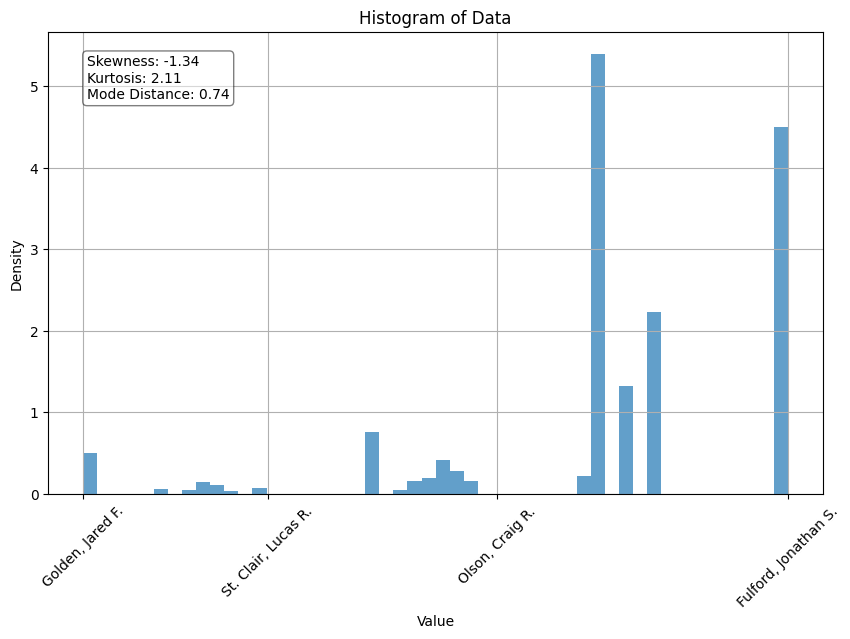 Histogram of Data
Skewness: -1.34
Kurtosis: 2.11
Mode Distance: 0.74
Density
5
4
3
2
1
0
Golden, Jared F.
St. Clair, Lucas R.
Olson, Craig R.
Fulford, Jonathan S.
Value